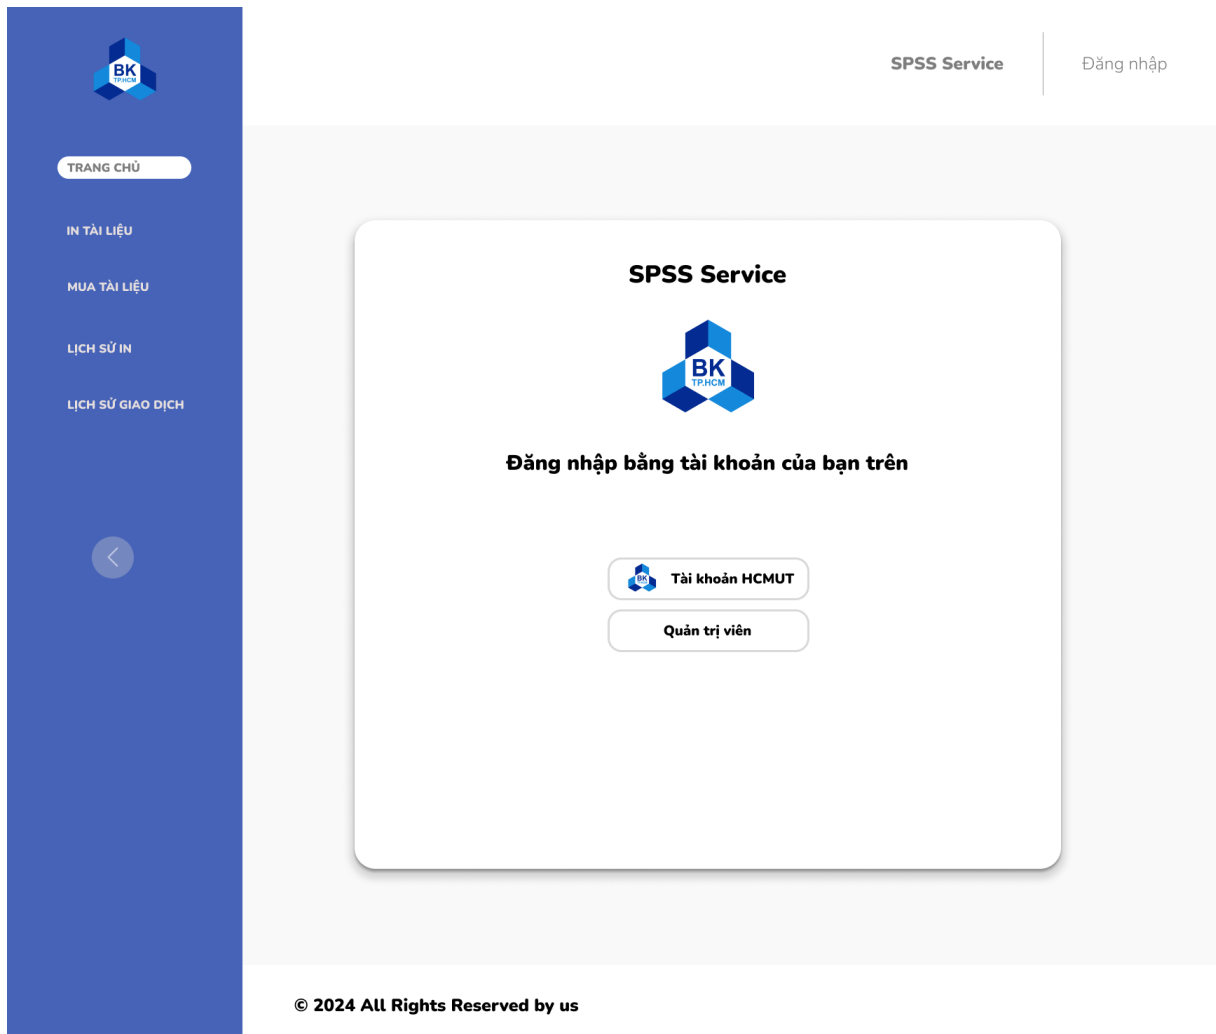 BK
TP.HCM
TRANG CHỦ
IN TÀI LIỆU
MUA TÀI LIỆU
LỊCH SỬ IN
LỊCH SỬ GIAO DỊCH
SPSS Service
Đăng nhập
SPSS Service
BK
TP.HCM
Đăng nhập bằng tài khoản của bạn trên
BK
Tài khoản HCMUT
Quản trị viên
© 2024 All Rights Reserved by us